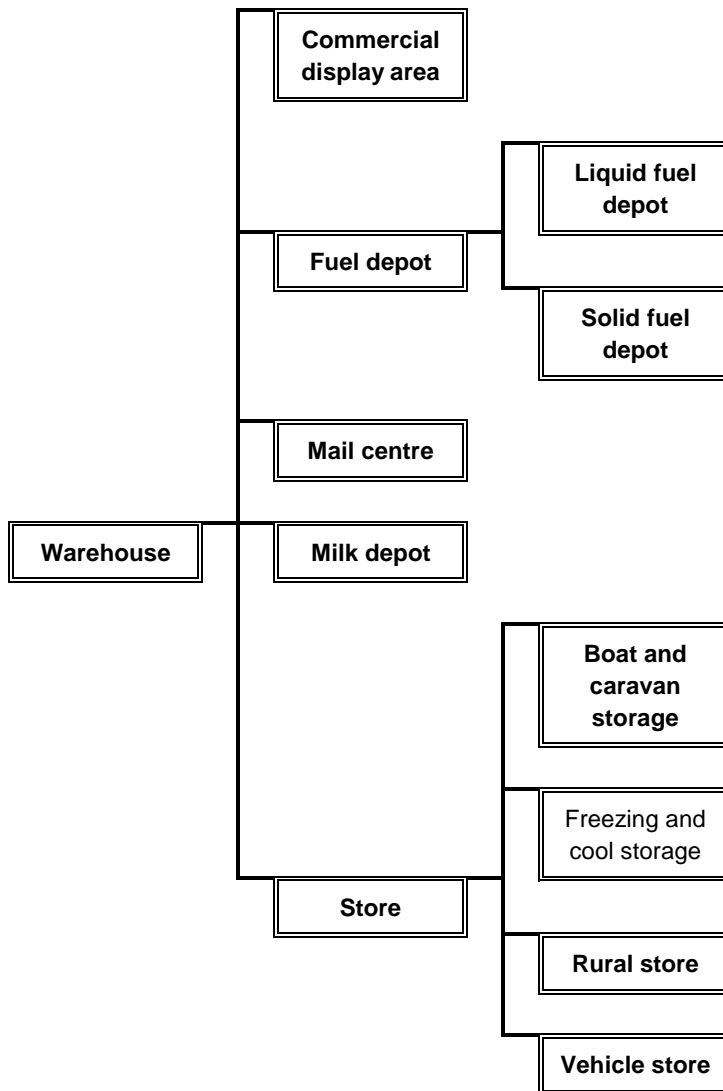 Commercial
display area
Liquid fuel
depot
Fuel depot
Solid fuel
depot
Mail centre
Warehouse
Milk depot
Boat and
caravan
storage
Freezing and
cool storage
Store
Rural store
Vehicle store